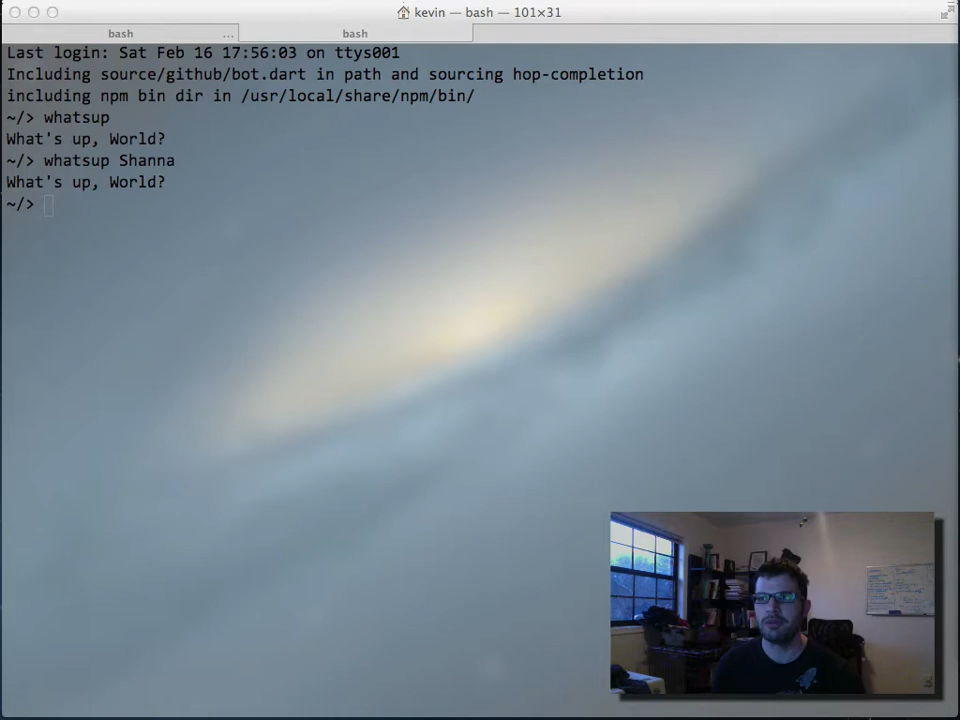 kevin — bash — 101×31
bash ... bash
Last login: Sat Feb 16 17:56:03 on ttys001
Including source/github/bot.dart in path and sourcing hop-completion
including npm bin dir in /usr/local/share/npm/bin/
~/> whatsup
What's up, World?
~/> whatsup Shanna
What's up, World?
~/>